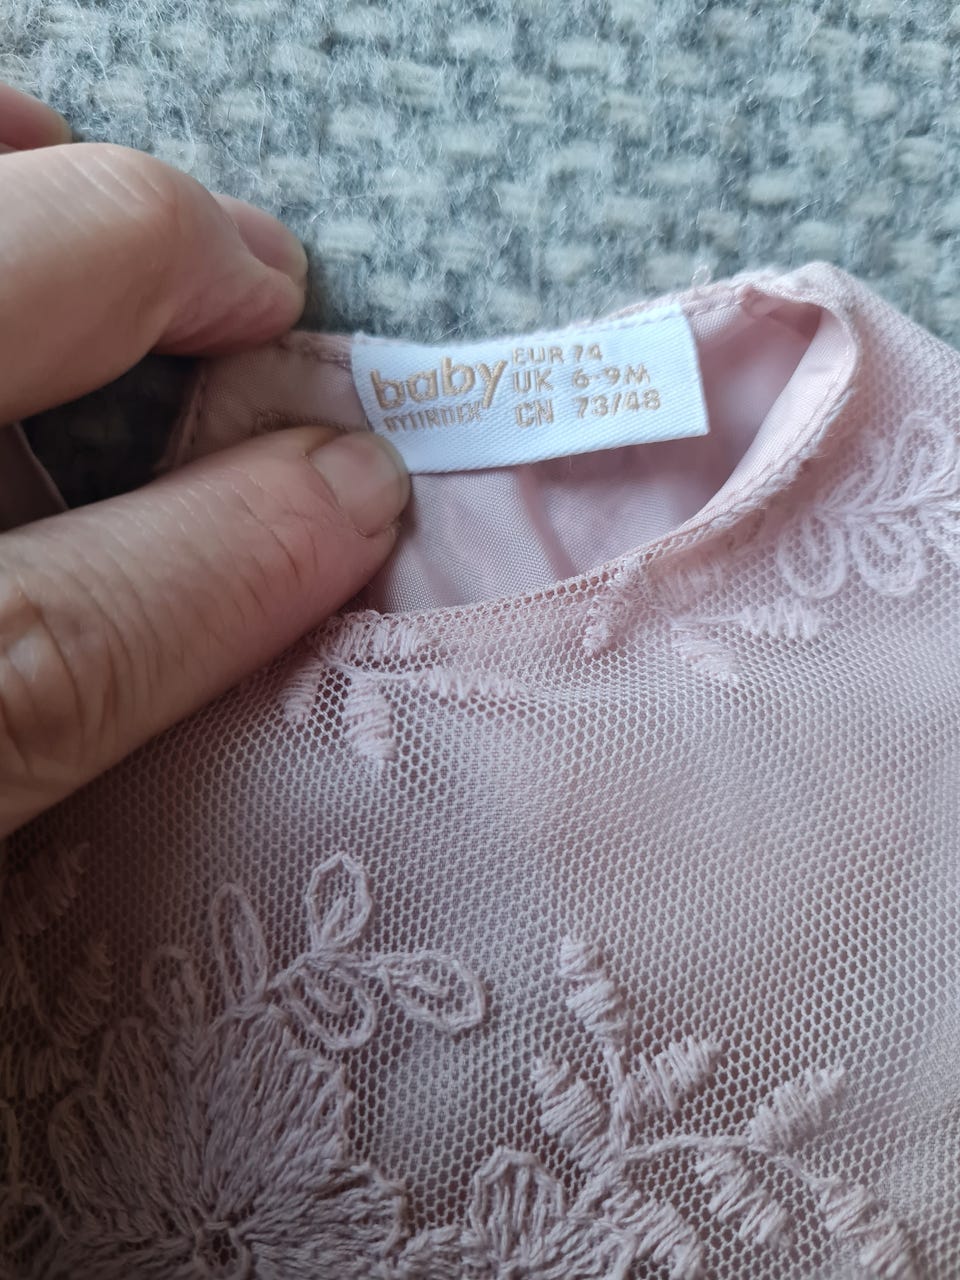 baby
EUR 74
UK 6-9M
CN 73/48